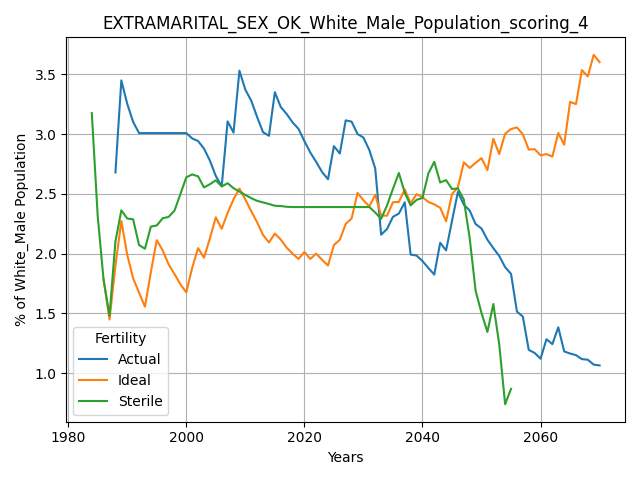 EXTRAMARITAL_SEX_OK_White_Male_Population_scoring_4
% of White_Male Population
3.5
3.0
2.5
2.0
1.5
1.0
Fertility
Actual
Ideal
Sterile
1980 2000 2020 2040 2060
Years